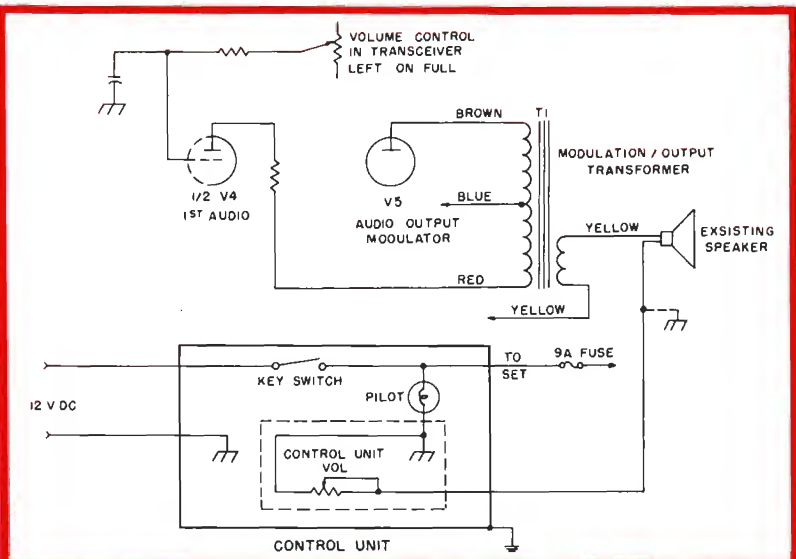 VOLUME CONTROL
IN TRANSCEIVER
LEFT ON FULL
BROWN
T1
MODULATION / OUTPUT
TRANSFORMER
1/2 V4
1ST AUDIO
V5
AUDIO OUTPUT
MODULATOR
BLUE
YELLOW
EXSISTING
SPEAKER
RED
YELLOW
KEY SWITCH
TO
SET
9A FUSE
PILOT
12 V DC
CONTROL UNIT
VOL
CONTROL UNIT